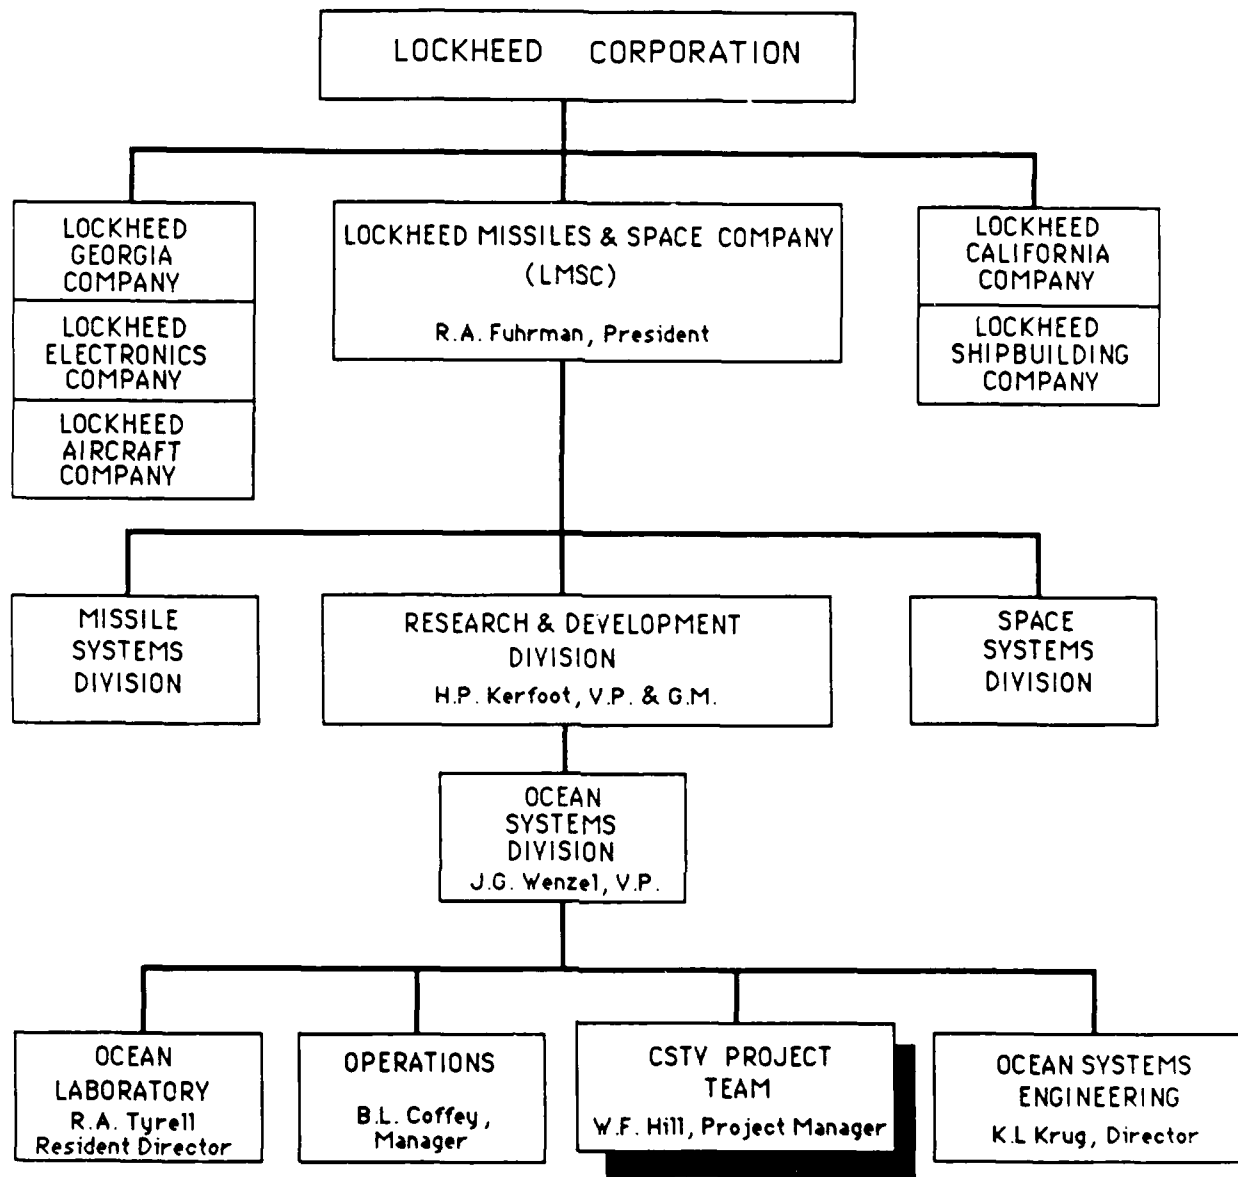 LOCKHEED CORPORATION
LOCKHEED
GEORGIA
COMPANY
LOCKHEED
ELECTRONICS
COMPANY
LOCKHEED
AIRCRAFT
COMPANY
LOCKHEED MISSILES & SPACE COMPANY
(LMSC)
R.A. Fuhrman, President
LOCKHEED
CALIFORNIA
COMPANY
LOCKHEED
SHIPBUILDING
COMPANY
MISSILE
SYSTEMS
DIVISION
RESEARCH & DEVELOPMENT
DIVISION
H.P. Kerfoot, V.P. & G.M.
SPACE
SYSTEMS
DIVISION
OCEAN
SYSTEMS
DIVISION
J.G. Wenzel, V.P.
OCEAN
LABORATORY
R.A. Tyrell
Resident Director
OPERATIONS
B.L. Coffey,
Manager
CSTV PROJECT
TEAM
W.F. Hill, Project Manager
OCEAN SYSTEMS
ENGINEERING
K.L Krug, Director